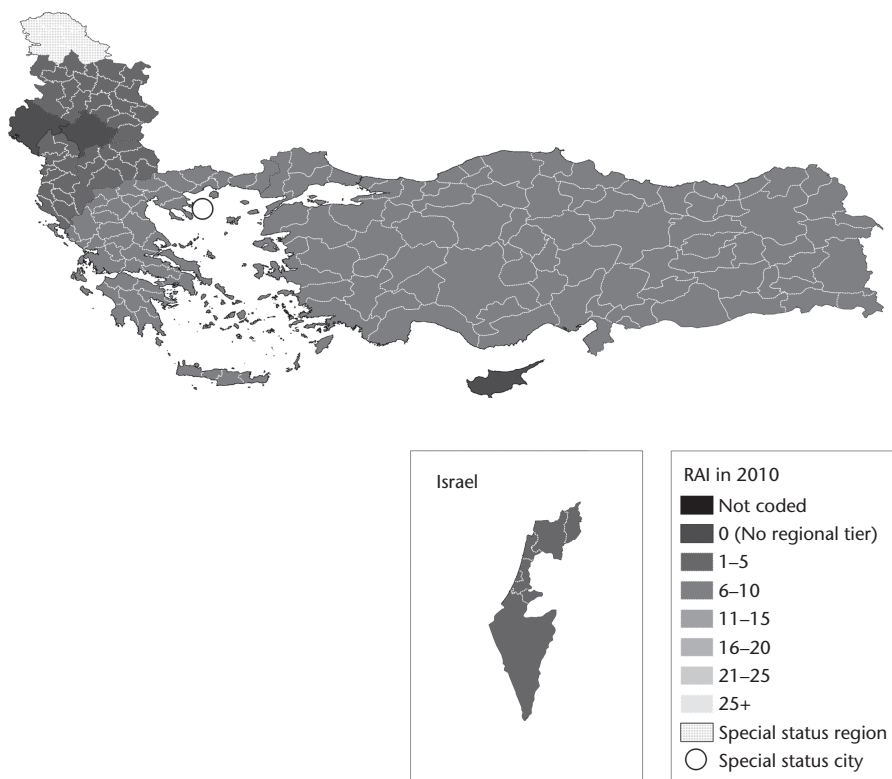 Israel
RAI in 2010
Not coded
0 (No regional tier)
1–5
6–10
11–15
16–20
21–25
25+
Special status region
Special status city